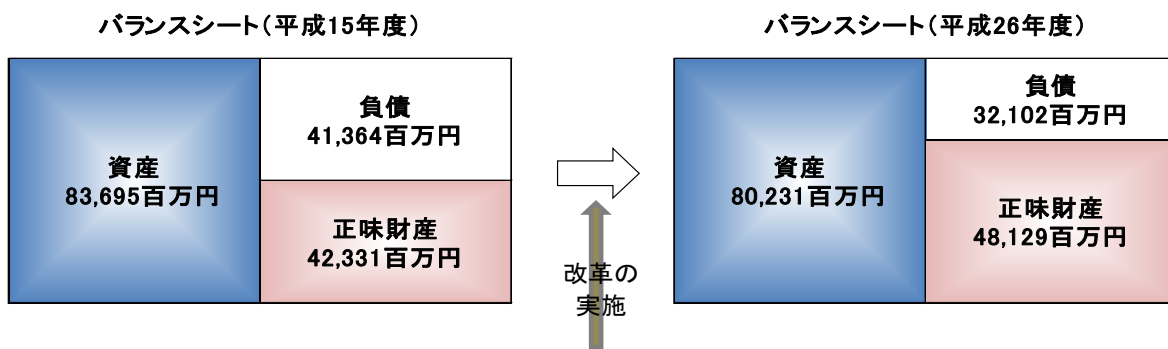 バランスシート（平成15年度）
資産
83,695百万円
負債
41,364百万円
正味財産
42,331百万円
改革の
実施
バランスシート（平成26年度）
資産
80,231百万円
負債
32,102百万円
正味財産
48,129百万円